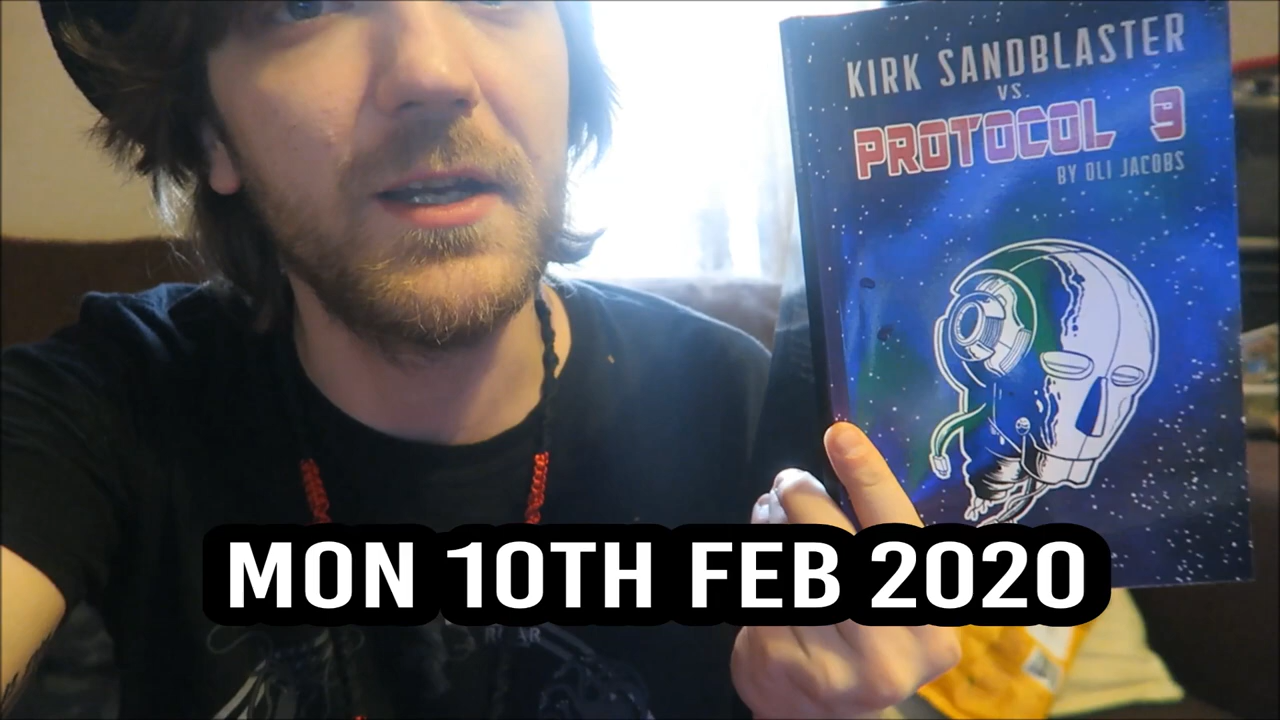 KIRK SANDBLASTER
VS.
PROTOCOL 9
BY OLI JACOBS
MON 10TH FEB 2020